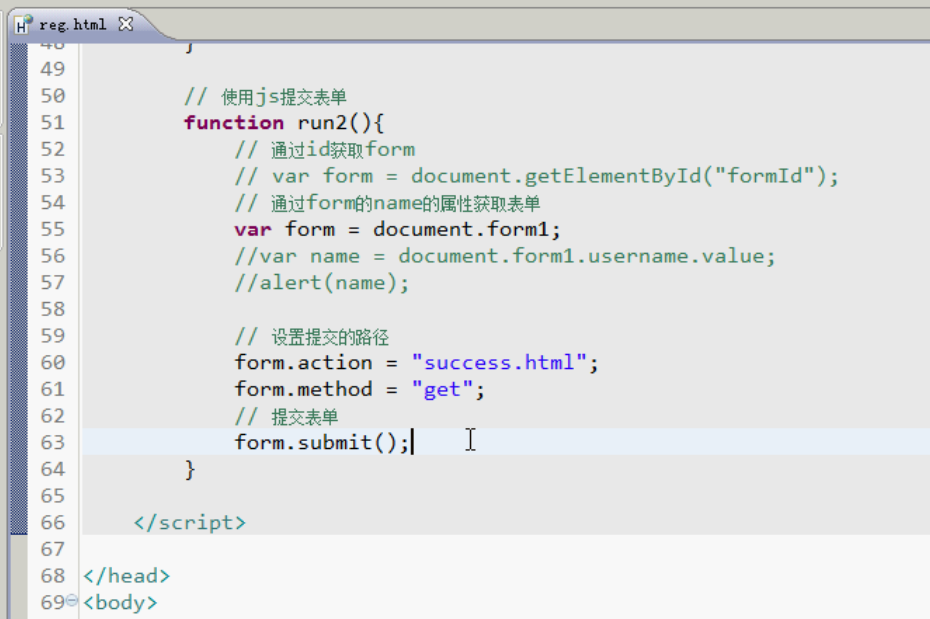 reg.html
48 }
49
50 // 使用js提交表单
51 function run2(){
52 // 通过id获取form
53 // var form = document.getElementById("formId");
54 // 通过form的name的属性获取表单
55 var form = document.form1;
56 //var name = document.form1.username.value;
57 //alert(name);
58
59 // 设置提交的路径
60 form.action = "success.html";
61 form.method = "get";
62 // 提交表单
63 form.submit();
64 }
65
66 </script>
67
68 </head>
69 <body>